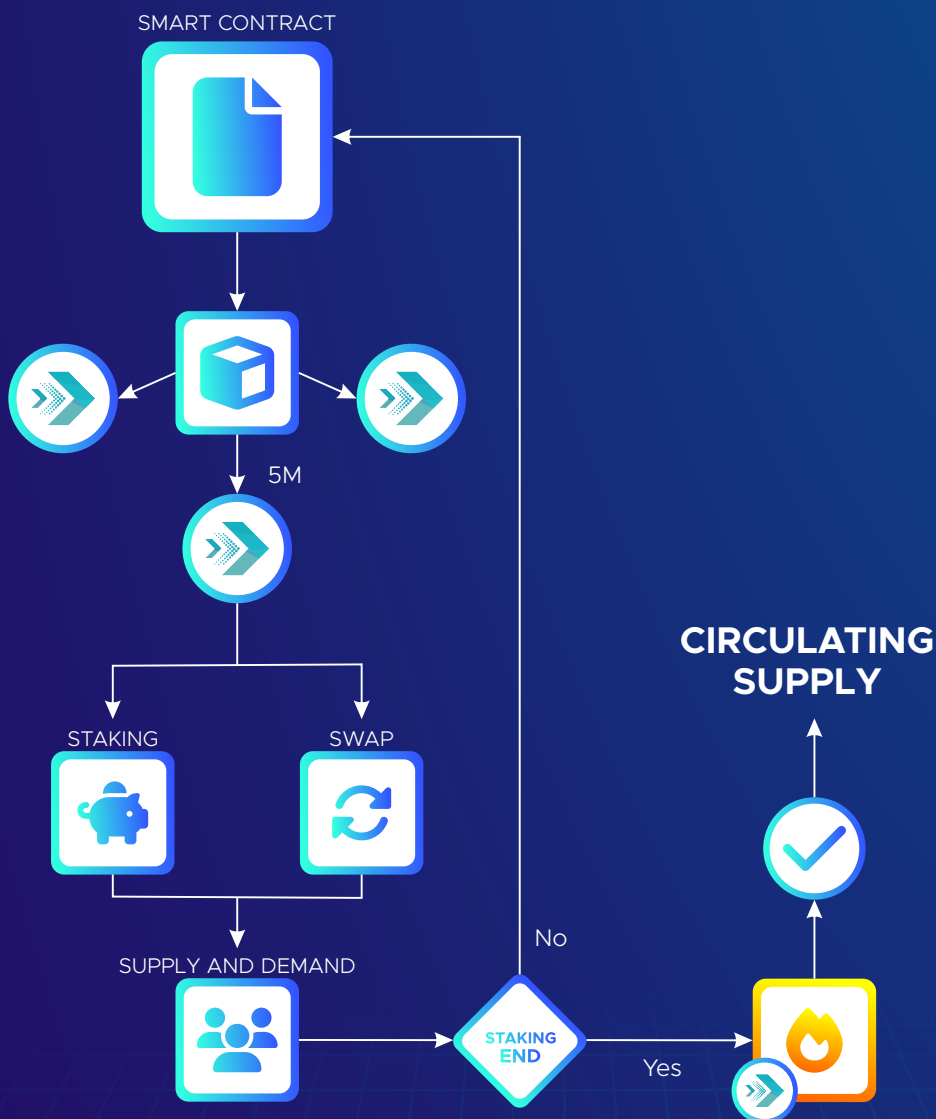 SMART CONTRACT
5M
STAKING
SWAP
SUPPLY AND DEMAND
STAKING
END
No
Yes
CIRCULATING
SUPPLY